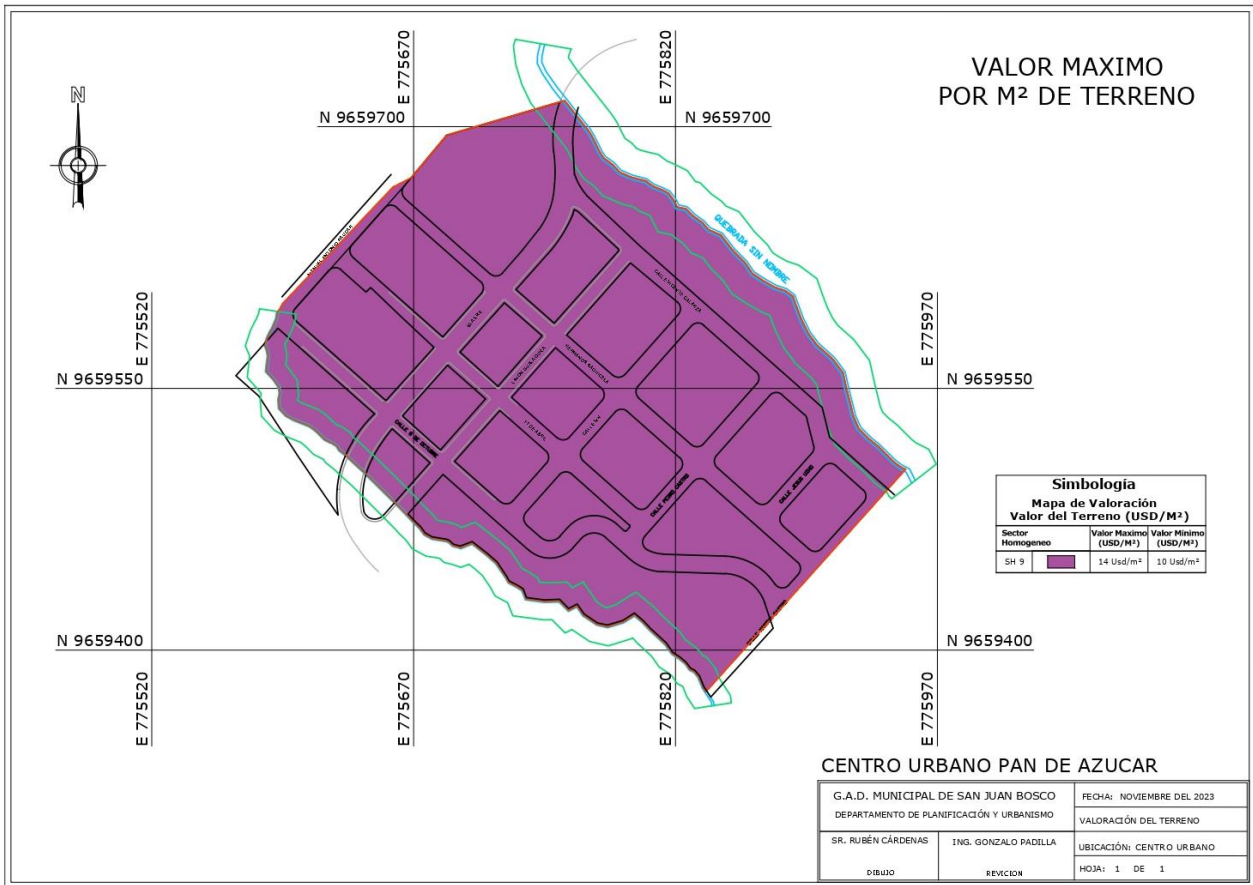 VALOR MAXIMO
POR M² DE TERRENO
N
E 775670
E 775820
N 9659700
N 9659700
QUEBRADA SIN NOMBRE
E 775520
E 775970
N 9659550
N 9659550
CALLE 9 DE OCTUBRE
CALLE PEDRO CASTRO
Simbología
Mapa de Valoración
Valor del Terreno (USD/M²)
Sector Homogeneo
Valor Maximo (USD/M²)
Valor Mínimo (USD/M²)
SH 9
14 Usd/m²
10 Usd/m²
N 9659400
N 9659400
E 775520
E 775670
E 775820
E 775970
CENTRO URBANO PAN DE AZUCAR
G.A.D. MUNICIPAL DE SAN JUAN BOSCO
DEPARTAMENTO DE PLANIFICACIÓN Y URBANISMO
FECHA: NOVIEMBRE DEL 2023
VALORACIÓN DEL TERRENO
SR. RUBÉN CÁRDENAS
DIBUJO
ING. GONZALO PADILLA
REVICION
UBICACIÓN: CENTRO URBANO
HOJA: 1 DE 1